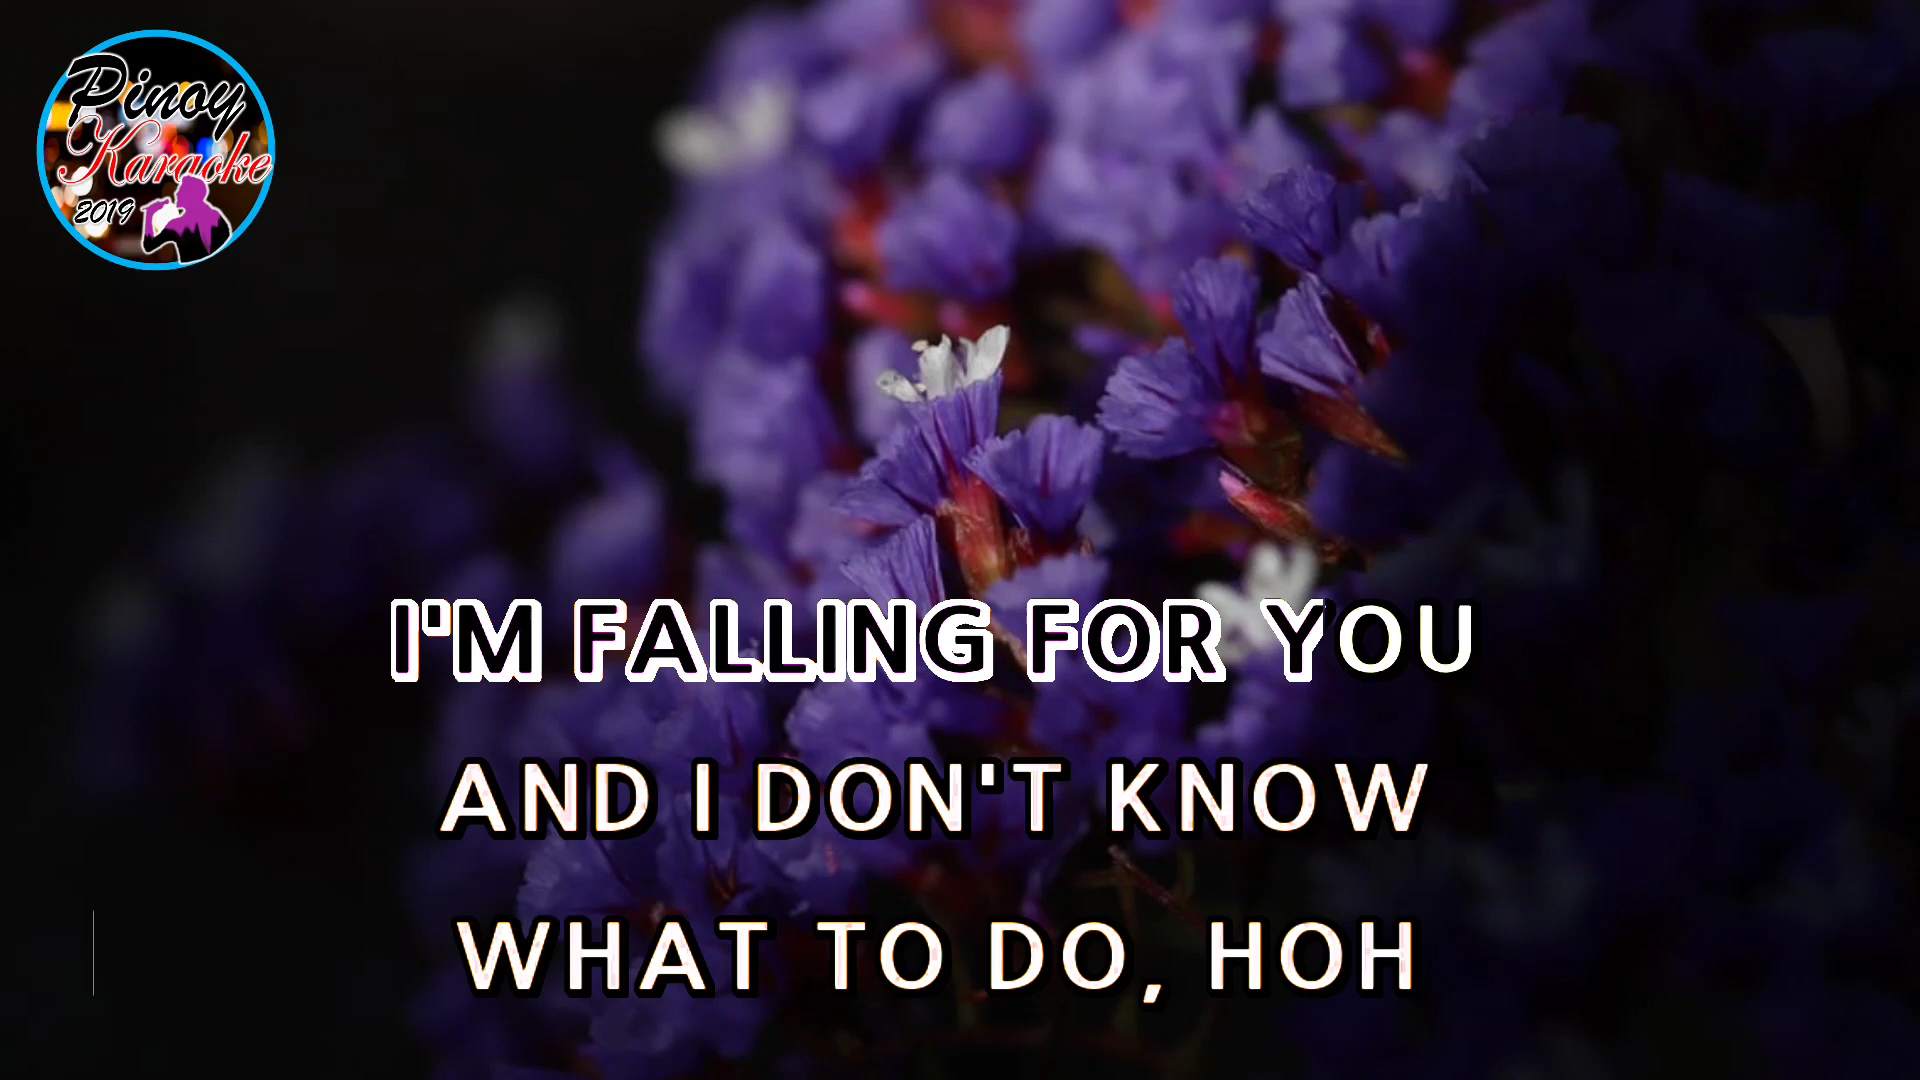 Pinoy
Karaoke
2019
I'M FALLING FOR YOU
AND I DON'T KNOW
WHAT TO DO, HOH